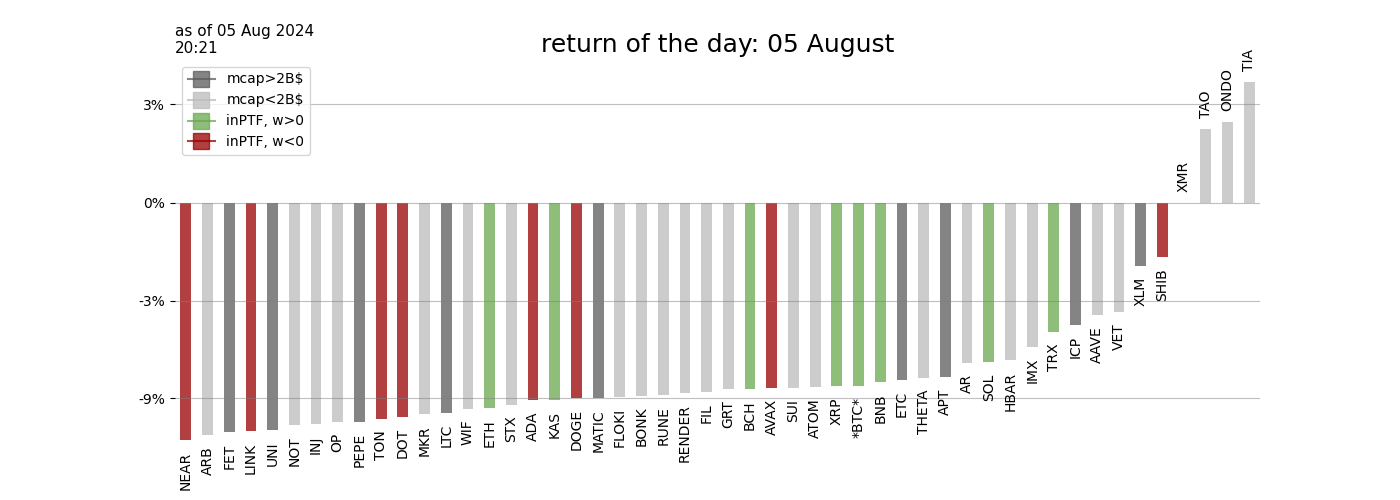 as of 05 Aug 2024
20:21
return of the day: 05 August
mcap>2B$
mcap<2B$
inPTF, w>0
inPTF, w<0
3%
0%
-3%
-9%
NEAR
ARB
FET
LINK
UNI
NOT
INJ
OP
PEPE
TON
DOT
MKR
LTC
WIF
ETH
STX
ADA
KAS
DOGE
MATIC
FLOKI
BONK
RUNE
RENDER
FIL
GRT
BCH
AVAX
SUI
ATOM
XRP
*BTC*
BNB
ETC
THETA
APT
AR
SOL
HBAR
IMX
TRX
ICP
AAVE
VET
XLM
SHIB
XMR
TAO
ONDO
TIA